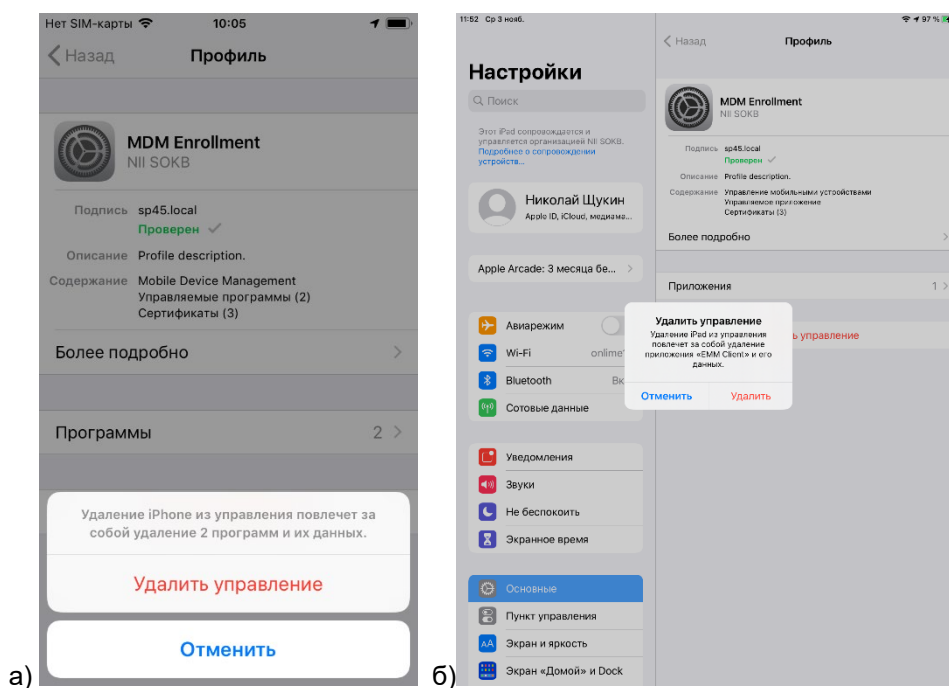 Нет SIM-карты
10:05
Назад
Профиль
MDM Enrollment
NII SOKB
Подпись sp45.local
Проверен
Описание Profile description.
Содержание Mobile Device Management
Управляемые программы (2)
Сертификаты (3)
Более подробно
Программы 2
Удаление iPhone из управления повлечет за
собой удаление 2 программ и их данных.
Удалить управление
Отменить
а)
11:52 Ср 3 нояб.
97 %
Настройки
Поиск
Этот iPad сопровождается и
управляется организацией NII SOKB.
Подробнее о сопровождении
устройств...
Николай Щукин
Apple ID, iCloud, медиама...
Apple Arcade: 3 месяца бе...
Авиарежим
Wi-Fi onlime
Bluetooth Вк
Сотовые данные
Уведомления
Звуки
Не беспокоить
Экранное время
Основные
Пункт управления
AA Экран и яркость
Экран «Домой» и Dock
Назад
Профиль
MDM Enrollment
NII SOKB
Подпись sp45.local
Проверен
Описание Profile description.
Содержание Управление мобильными устройствами
Управляемое приложение
Сертификаты (3)
Более подробно
Приложения 1
управление
Удалить управление
Удаление iPad из управления
повлечет за собой удаление
приложения «EMM Client» и его
данных.
Отменить Удалить
б)